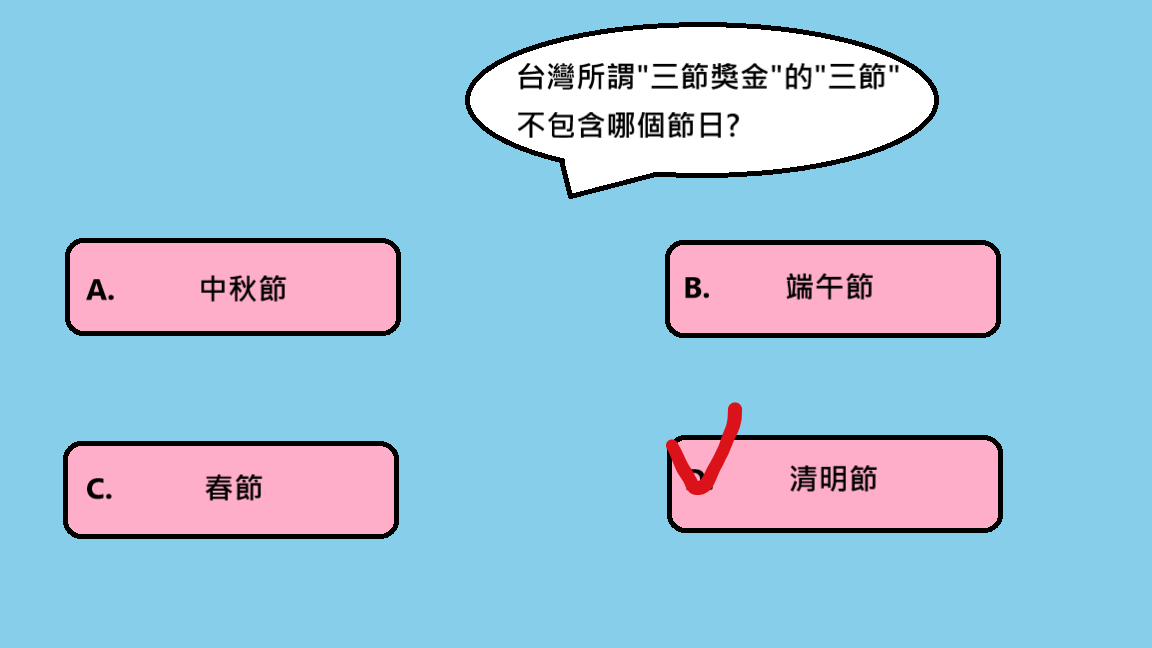 台灣所謂"三節獎金"的"三節"
不包含哪個節日?
A. 中秋節
B. 端午節
C. 春節
清明節